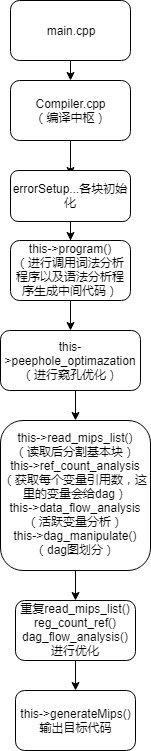 main.cpp
Compiler.cpp
（编译中枢）
errorSetup...各块初始
化
this->program()
（进行调用词法分析
程序以及语法分析程
序生成中间代码）
this-
>peephole_optimazation
（进行窥孔优化）
this->read_mips_list()
（读取后分割基本块）
this->ref_count_analysis
（获取每个变量引用数，这
里的变量会给dag）
this->data_flow_analysis
（活跃变量分析）
this->dag_manipulate()
（dag图划分）
重复read_mips_list()
reg_count_ref()
dag_flow_analysis()
进行优化
this->generateMips()
输出目标代码